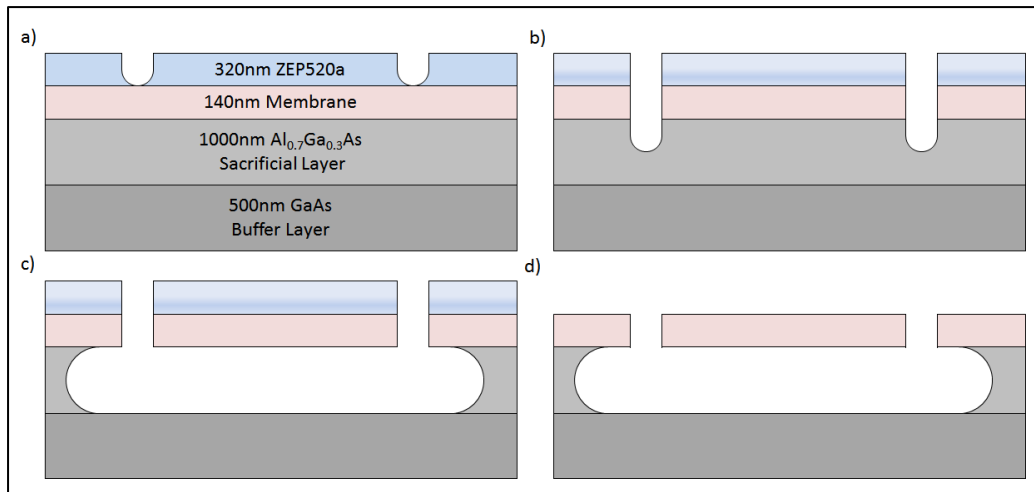 a)
320nm ZEP520a
140nm Membrane
1000nm Al₀.₇Ga₀.₃As
Sacrificial Layer
500nm GaAs
Buffer Layer
b)
c)
d)